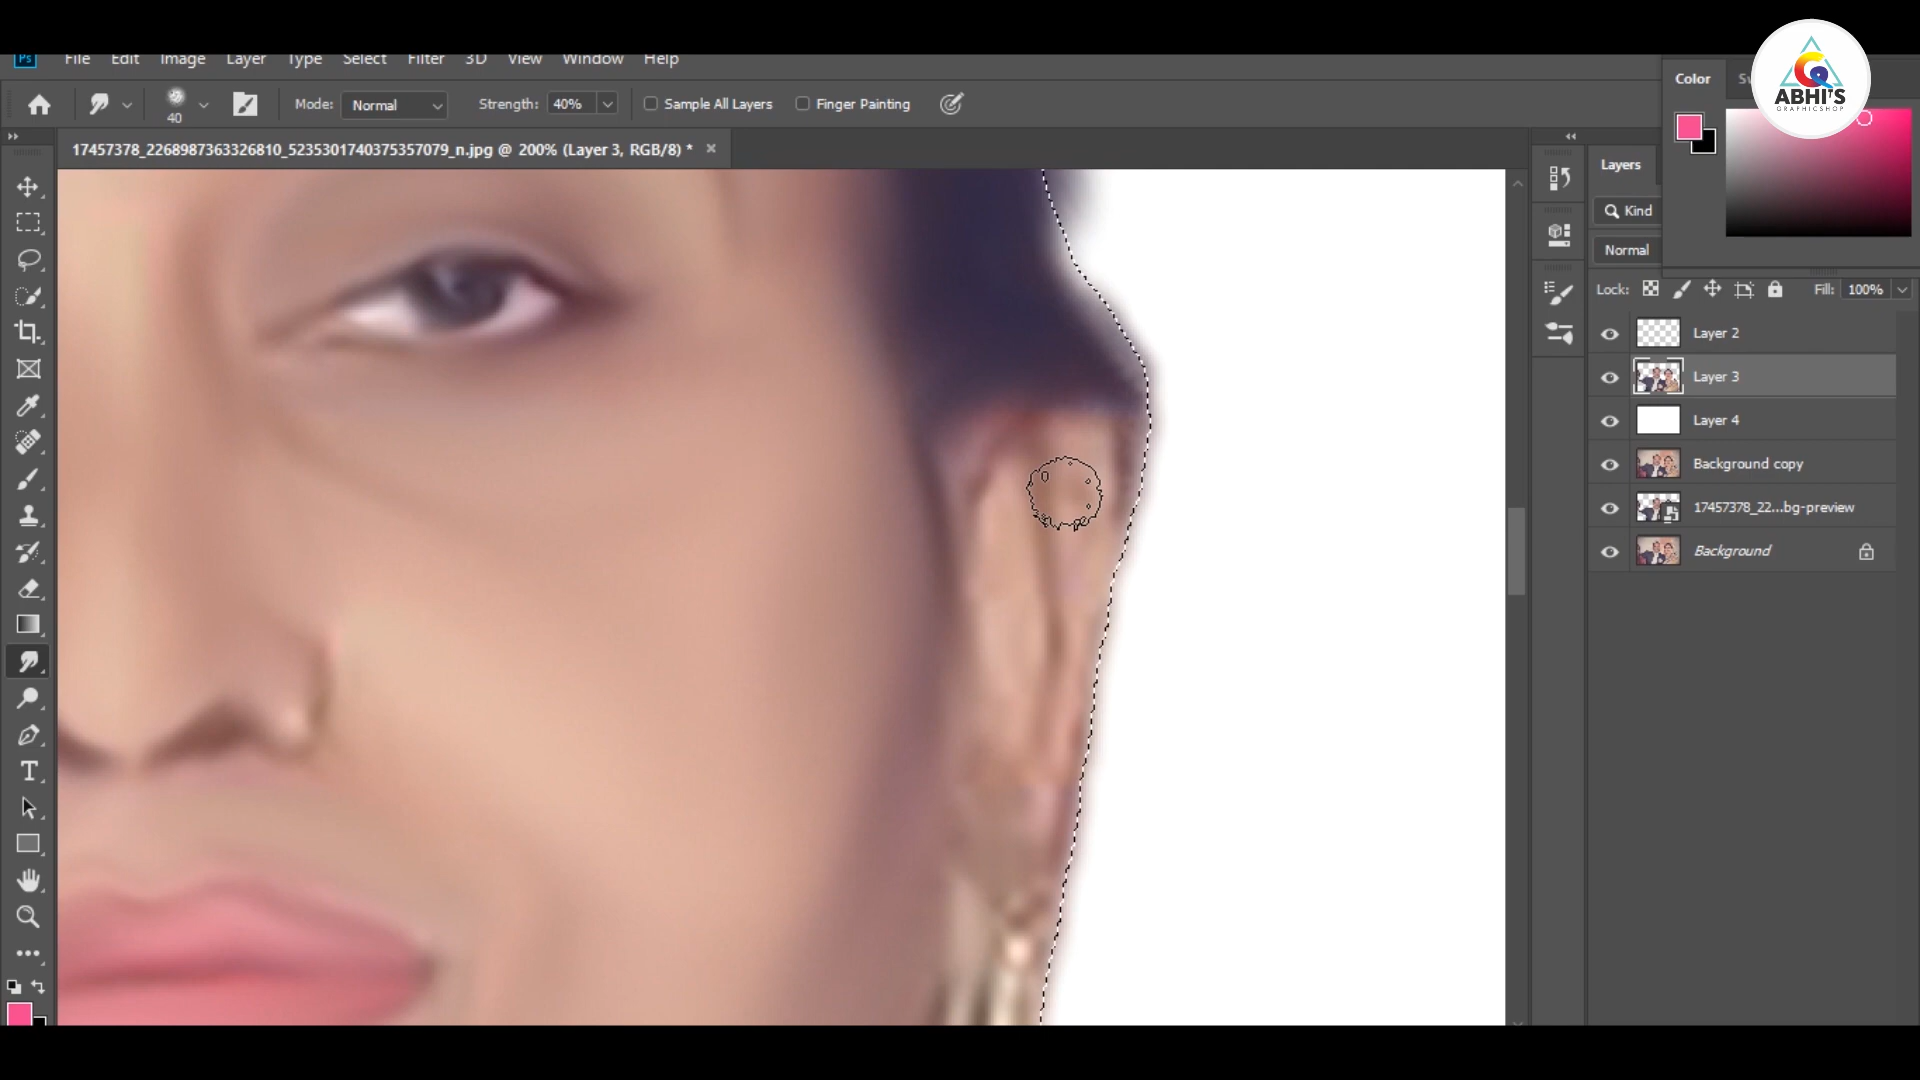 Ps File Edit Image Layer Type Select Filter 3D View Window Help
40 Mode: Normal Strength: 40% Sample All Layers Finger Painting
17457378_2268987363326810_5235301740375357079_n.jpg @ 200% (Layer 3, RGB/8) *
Color
ABHI'S
GRAPHICSHOP
Layers
Kind
Normal
Lock: Fill: 100%
Layer 2
Layer 3
Layer 4
Background copy
17457378_22...bg-preview
Background